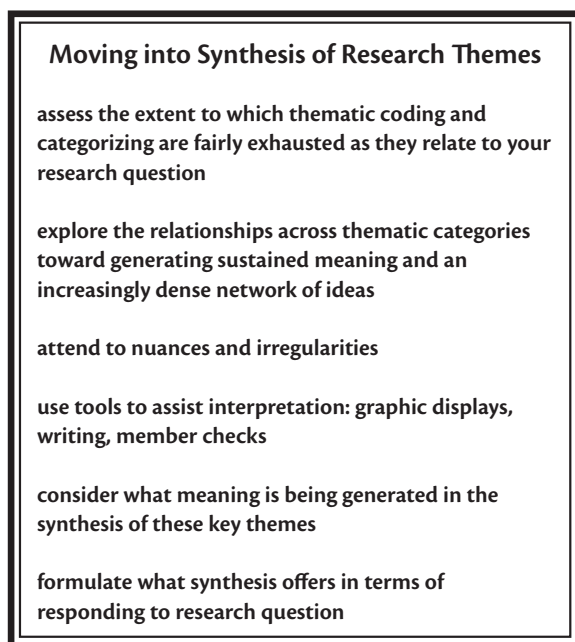 Moving into Synthesis of Research Themes
assess the extent to which thematic coding and
categorizing are fairly exhausted as they relate to your
research question
explore the relationships across thematic categories
toward generating sustained meaning and an
increasingly dense network of ideas
attend to nuances and irregularities
use tools to assist interpretation: graphic displays,
writing, member checks
consider what meaning is being generated in the
synthesis of these key themes
formulate what synthesis offers in terms of
responding to research question